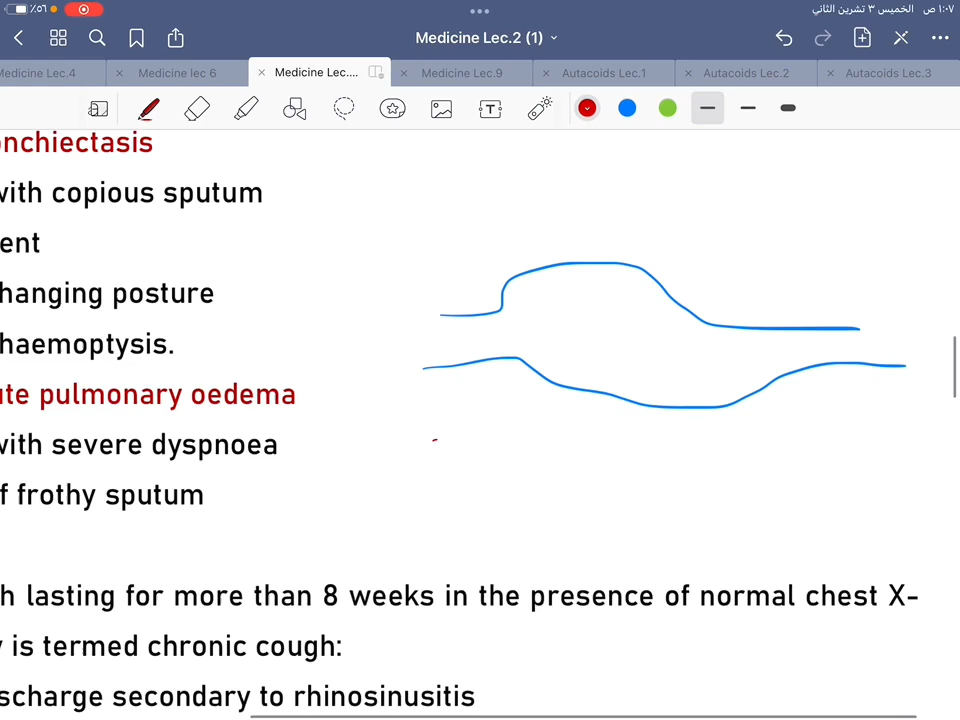 ١:٠٧ ص الخميس ٣ تشرين الثاني
٪٥٦
Medicine Lec.2 (1)
Medicine Lec.4
Medicine lec 6
Medicine Lec....
Medicine Lec.9
Autacoids Lec.1
Autacoids Lec.2
Autacoids Lec.3
T
nchiectasis
with copious sputum
ent
hanging posture
haemoptysis.
ute pulmonary oedema
with severe dyspnoea
f frothy sputum
h lasting for more than 8 weeks in the presence of normal chest X-
y is termed chronic cough:
scharge secondary to rhinosinusitis